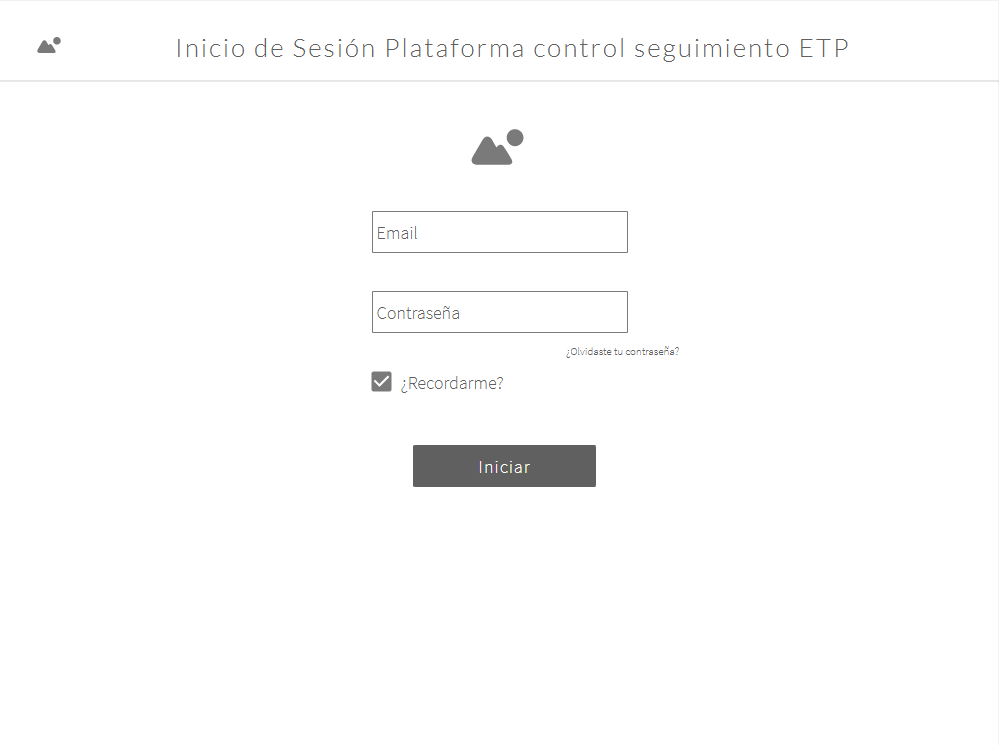 Inicio de Sesión Plataforma control seguimiento ETP
Email
Contraseña
¿Olvidaste tu contraseña?
¿Recordarme?
Iniciar